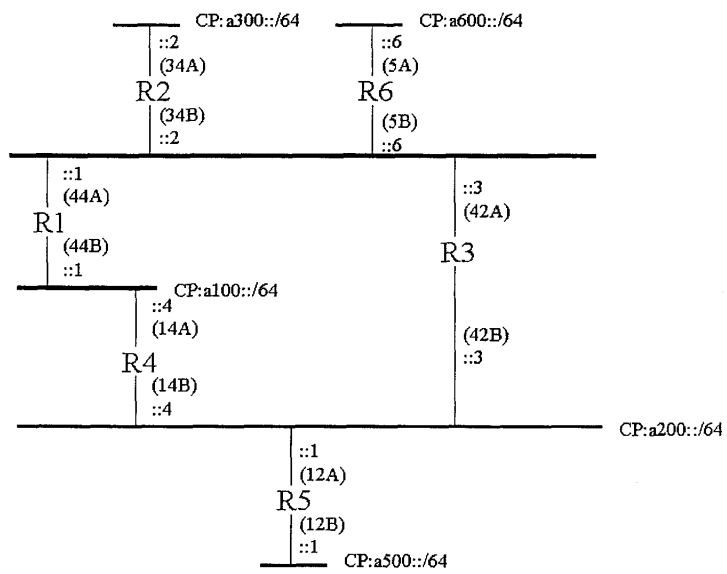 CP:a300::/64
CP:a600::/64
::2
(34A)
R2
(34B)
::2
::6
(5A)
R6
(5B)
::6
::1
(44A)
R1
(44B)
::1
::3
(42A)
R3
(42B)
::3
CP:a100::/64
::4
(14A)
R4
(14B)
::4
CP:a200::/64
::1
(12A)
R5
(12B)
::1
CP:a500::/64